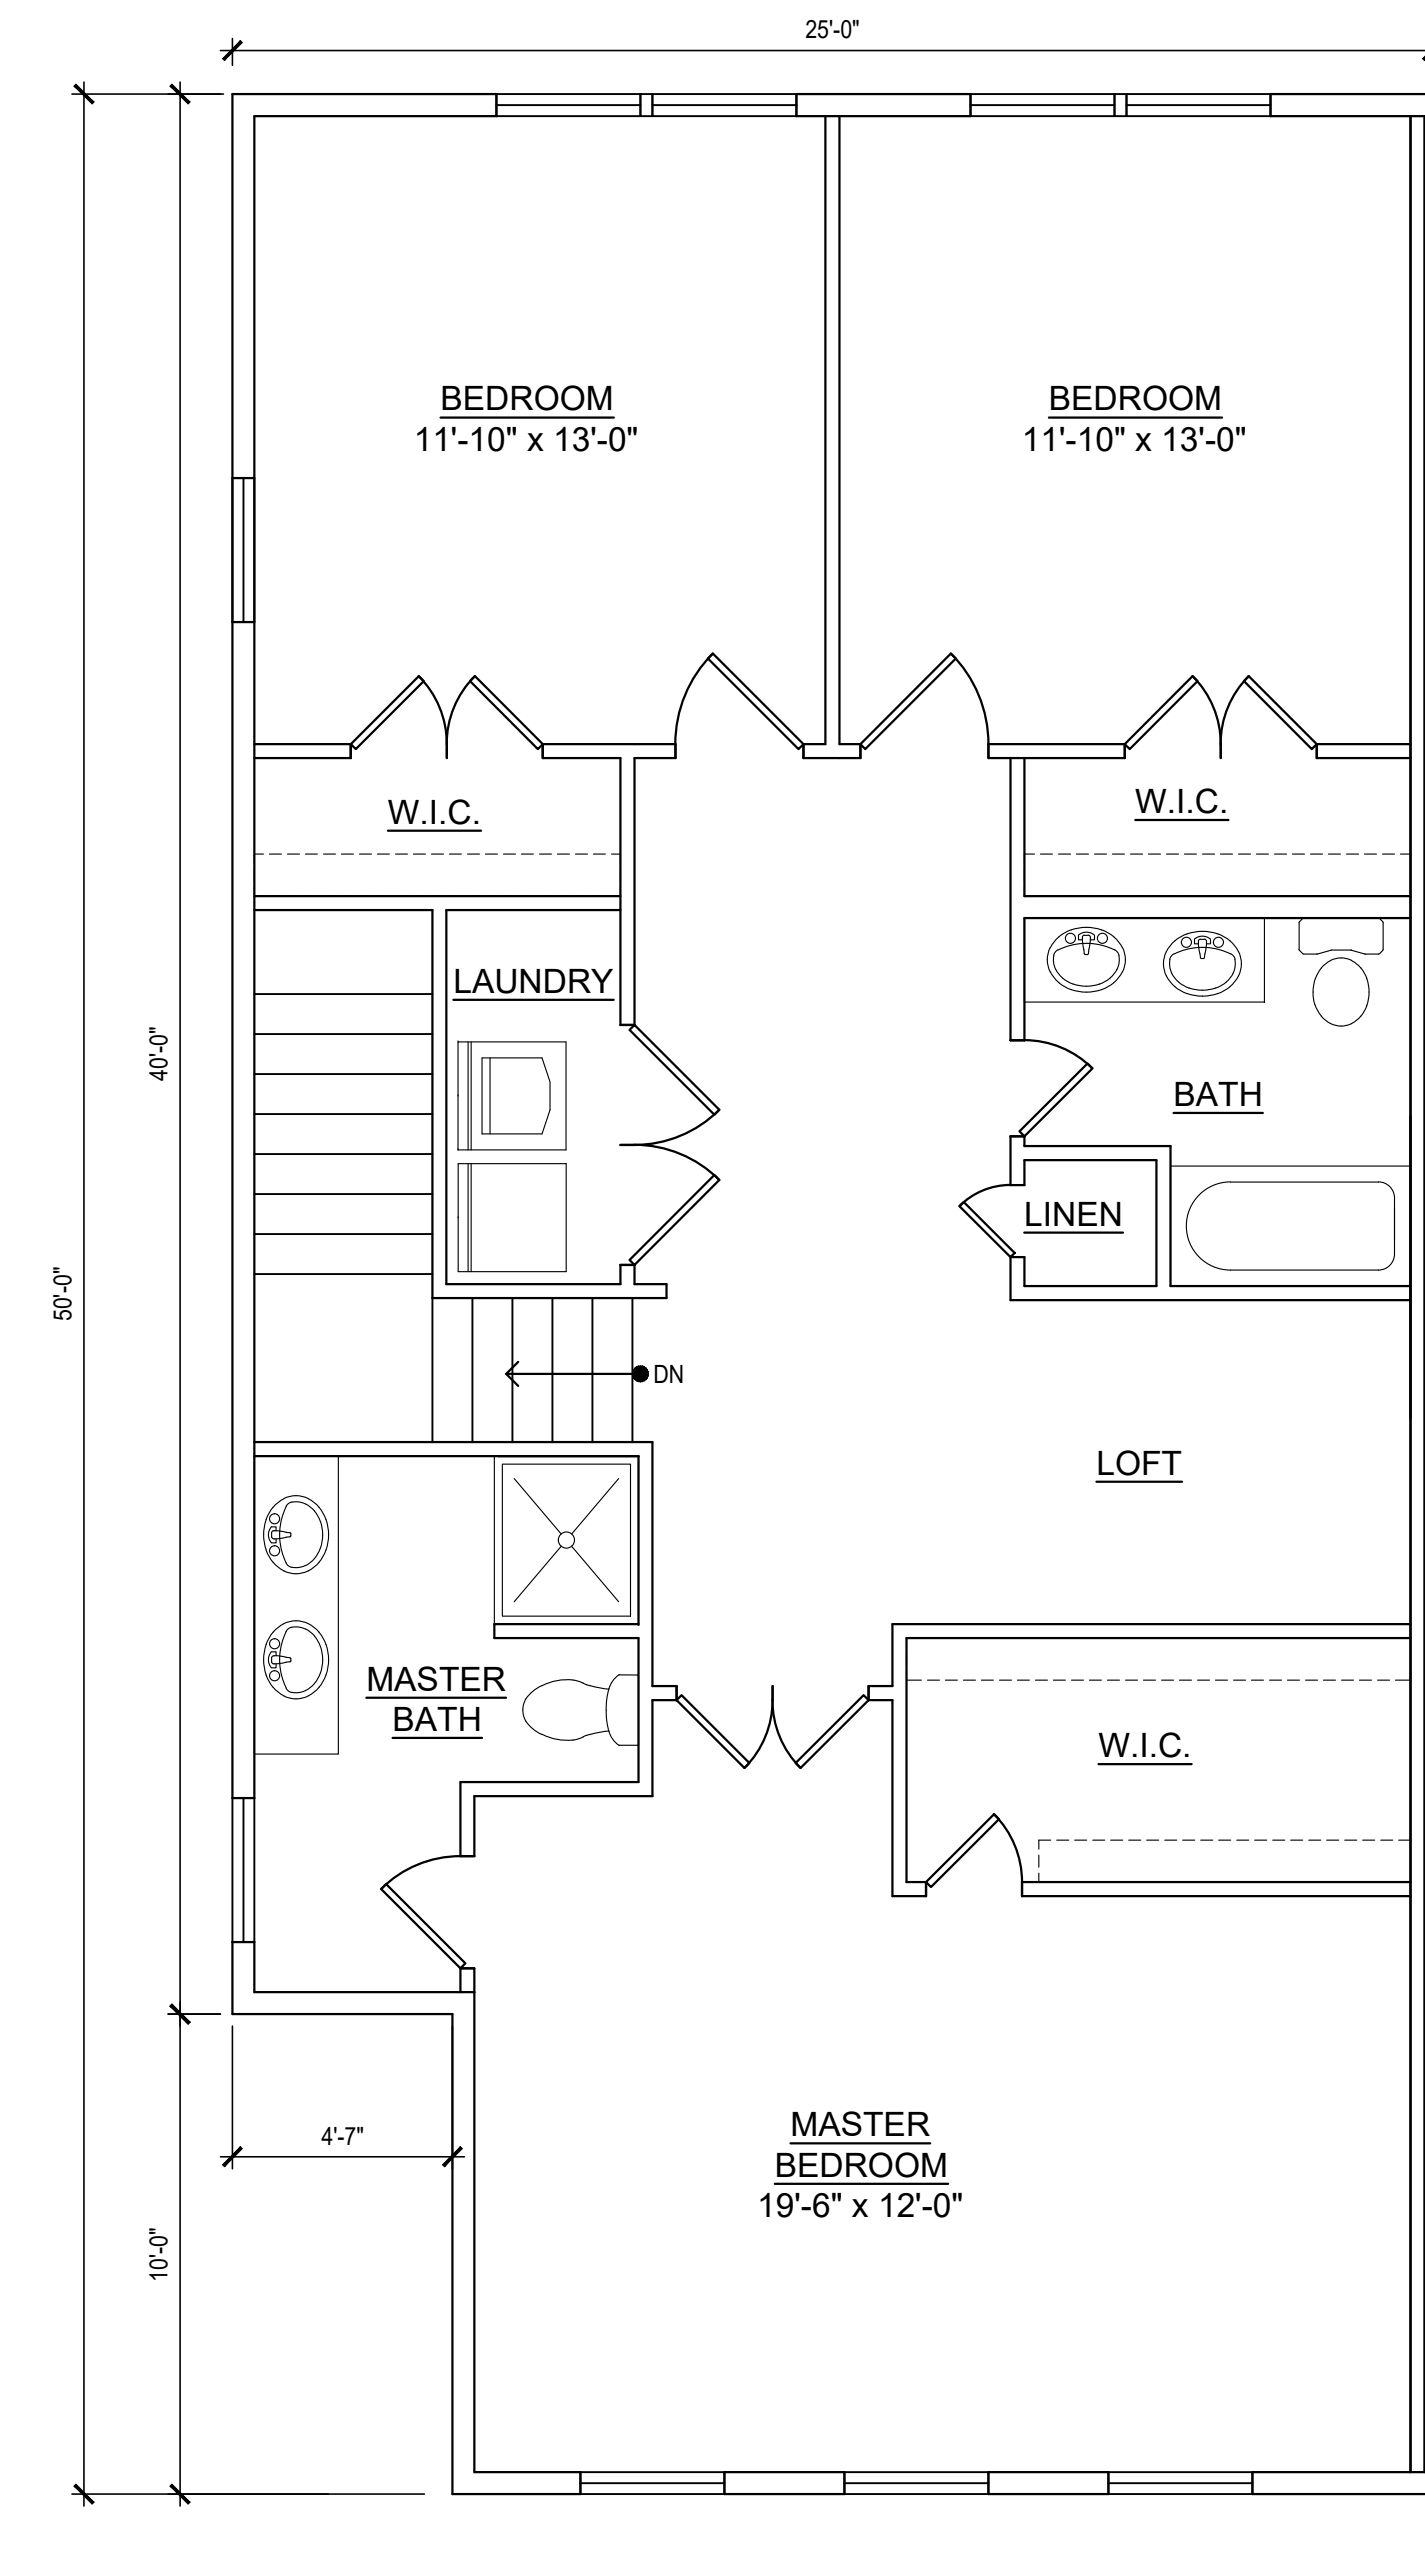 25'-0"
BEDROOM
11'-10" x 13'-0"
BEDROOM
11'-10" x 13'-0"
W.I.C.
W.I.C.
LAUNDRY
40'-0"
BATH
LINEN
50'-0"
DN
LOFT
MASTER
BATH
W.I.C.
4'-7"
MASTER
BEDROOM
19'-6" x 12'-0"
10'-0"